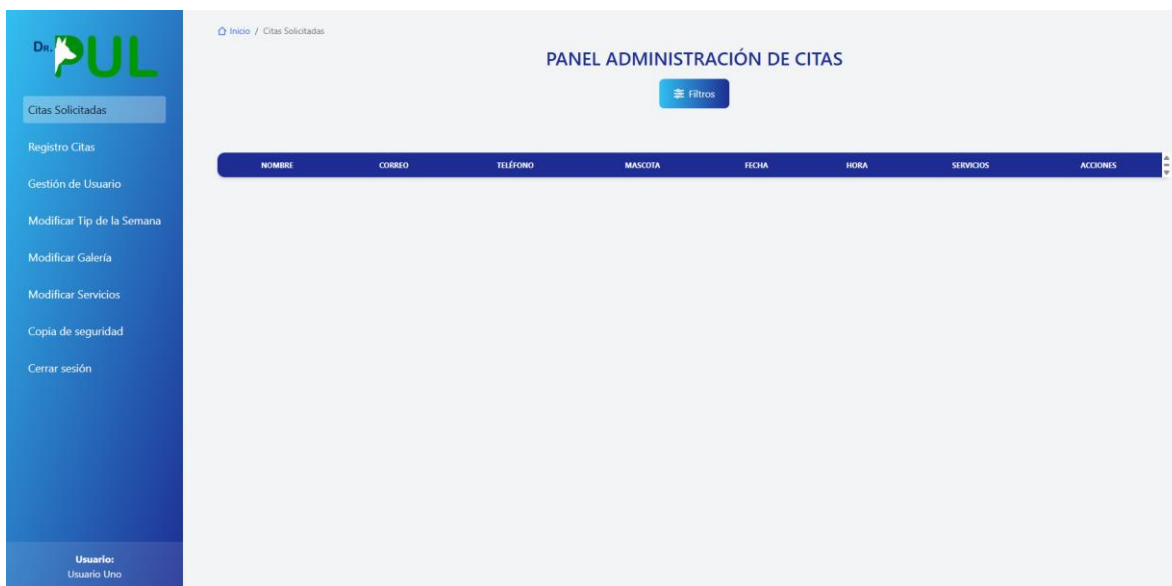 DR. PUL
Citas Solicitadas
Registro Citas
Gestión de Usuario
Modificar Tip de la Semana
Modificar Galería
Modificar Servicios
Copia de seguridad
Cerrar sesión
Usuario:
Usuario Uno
Inicio / Citas Solicitadas
PANEL ADMINISTRACIÓN DE CITAS
Filtros
NOMBRE CORREO TELÉFONO MASCOTA FECHA HORA SERVICIOS ACCIONES